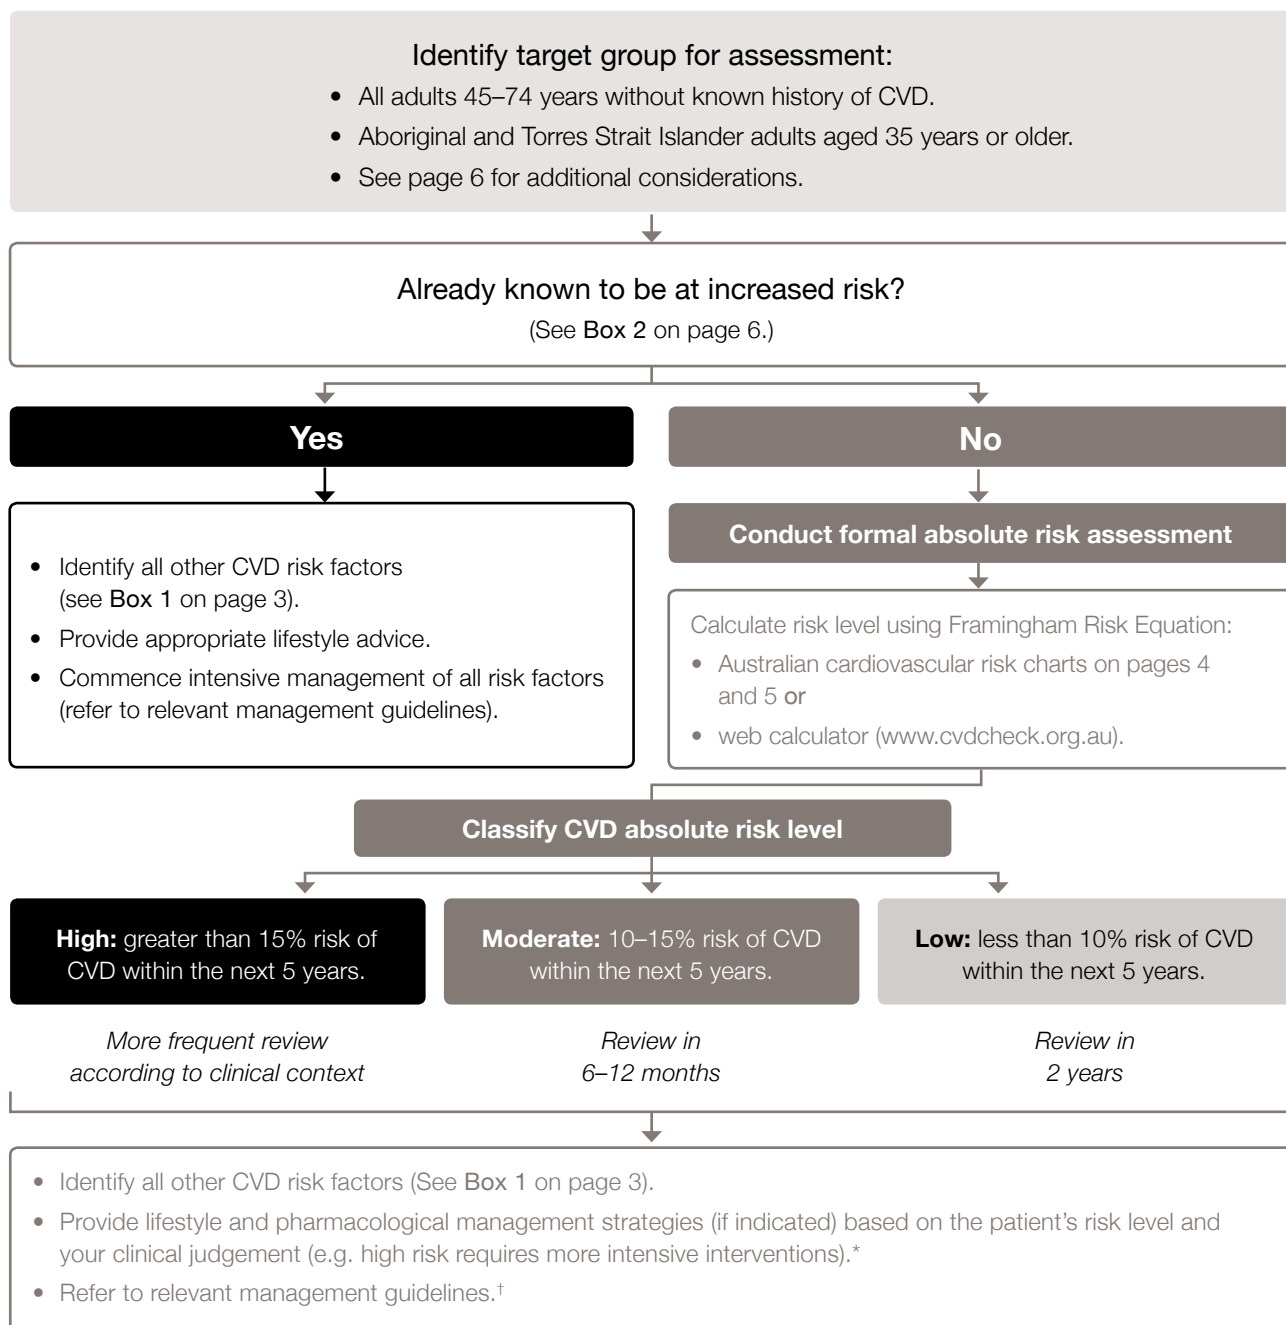 Identify target group for assessment:
• All adults 45–74 years without known history of CVD.
• Aboriginal and Torres Strait Islander adults aged 35 years or older.
• See page 6 for additional considerations.
Already known to be at increased risk?
(See Box 2 on page 6.)
Yes
No
• Identify all other CVD risk factors
(see Box 1 on page 3).
• Provide appropriate lifestyle advice.
• Commence intensive management of all risk factors
(refer to relevant management guidelines).
Conduct formal absolute risk assessment
Calculate risk level using Framingham Risk Equation:
• Australian cardiovascular risk charts on pages 4
and 5 or
• web calculator (www.cvdcheck.org.au).
Classify CVD absolute risk level
High: greater than 15% risk of
CVD within the next 5 years.
More frequent review
according to clinical context
Moderate: 10–15% risk of CVD
within the next 5 years.
Review in
6–12 months
Low: less than 10% risk of CVD
within the next 5 years.
Review in
2 years
• Identify all other CVD risk factors (See Box 1 on page 3).
• Provide lifestyle and pharmacological management strategies (if indicated) based on the patient's risk level and
your clinical judgement (e.g. high risk requires more intensive interventions).*
• Refer to relevant management guidelines.†